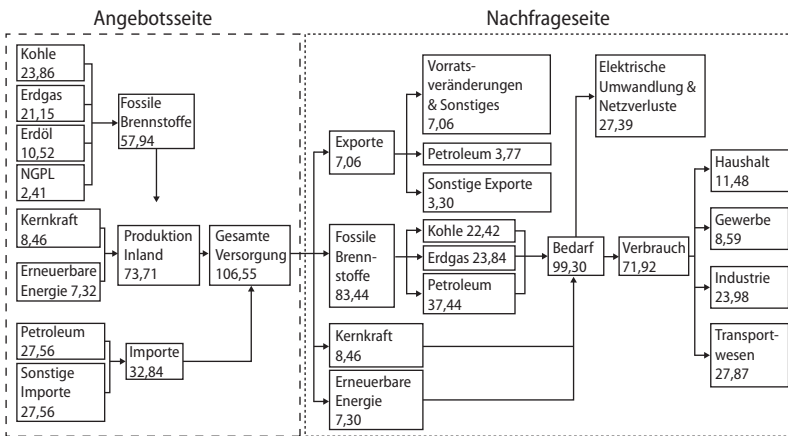 Angebotsseite
Kohle
23,86
Erdgas
21,15
Erdöl
10,52
NGPL
2,41
Fossile
Brennstoffe
57,94
Kernkraft
8,46
Erneuerbare
Energie 7,32
Produktion
Inland
73,71
Gesamte
Versorgung
106,55
Petroleum
27,56
Sonstige
Importe
27,56
Importe
32,84
Nachfrageseite
Exporte
7,06
Vorrats-
veränderungen
& Sonstiges
7,06
Petroleum 3,77
Sonstige Exporte
3,30
Fossile
Brenn-
stoffe
83,44
Kohle 22,42
Erdgas 23,84
Petroleum
37,44
Kernkraft
8,46
Erneuerbare
Energie
7,30
Elektrische
Umwandlung &
Netzverluste
27,39
Bedarf
99,30
Verbrauch
71,92
Haushalt
11,48
Gewerbe
8,59
Industrie
23,98
Transport-
wesen
27,87